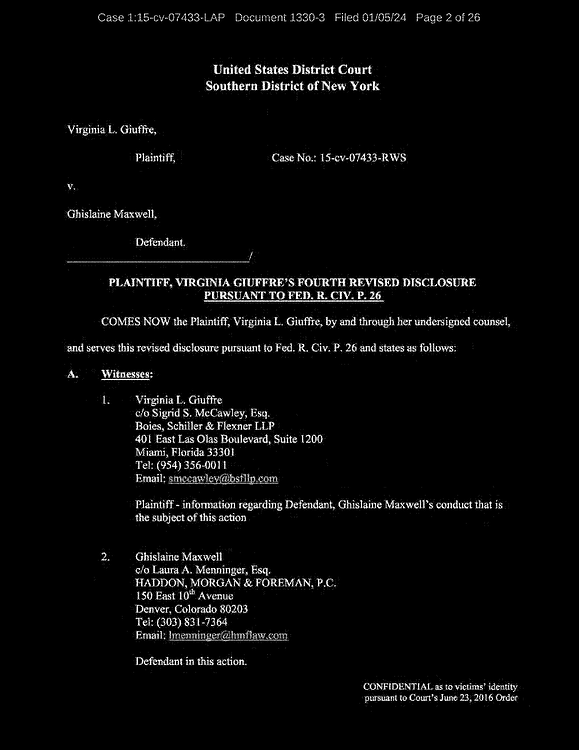 Case 1:15-cv-07433-LAP Document 1330-3 Filed 01/05/24 Page 2 of 26
United States District Court
Southern District of New York
Virginia L. Giuffre,
Plaintiff, Case No.: 15-cv-07433-RWS
v.
Ghislaine Maxwell,
Defendant.
/
PLAINTIFF, VIRGINIA GIUFFRE'S FOURTH REVISED DISCLOSURE
PURSUANT TO FED. R. CIV. P. 26
COMES NOW the Plaintiff, Virginia L. Giuffre, by and through her undersigned counsel,
and serves this revised disclosure pursuant to Fed. R. Civ. P. 26 and states as follows:
A. Witnesses:
1. Virginia L. Giuffre
c/o Sigrid S. McCawley, Esq.
Boies, Schiller & Flexner LLP
401 East Las Olas Boulevard, Suite 1200
Miami, Florida 33301
Tel: (954) 356-0011
Email: smccawley@bsfllp.com
Plaintiff - information regarding Defendant, Ghislaine Maxwell's conduct that is
the subject of this action
2. Ghislaine Maxwell
c/o Laura A. Menninger, Esq.
HADDON, MORGAN & FOREMAN, P.C.
150 East 10th Avenue
Denver, Colorado 80203
Tel: (303) 831-7364
Email: lmenninger@hmflaw.com
Defendant in this action.
CONFIDENTIAL as to victims' identity
pursuant to Court's June 23, 2016 Order